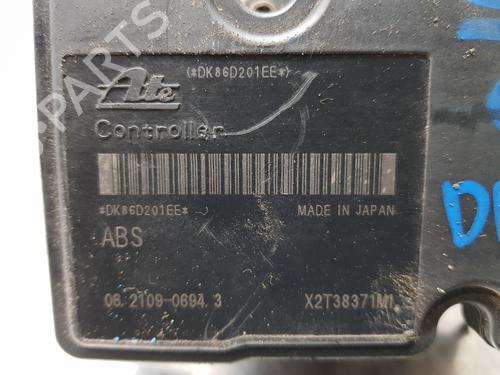 (*DK86D201EE*)
Ate
Controller
*DK86D201EE* MADE IN JAPAN
ABS
06.2109-0694.3 X2T38371M1
B-PARTS